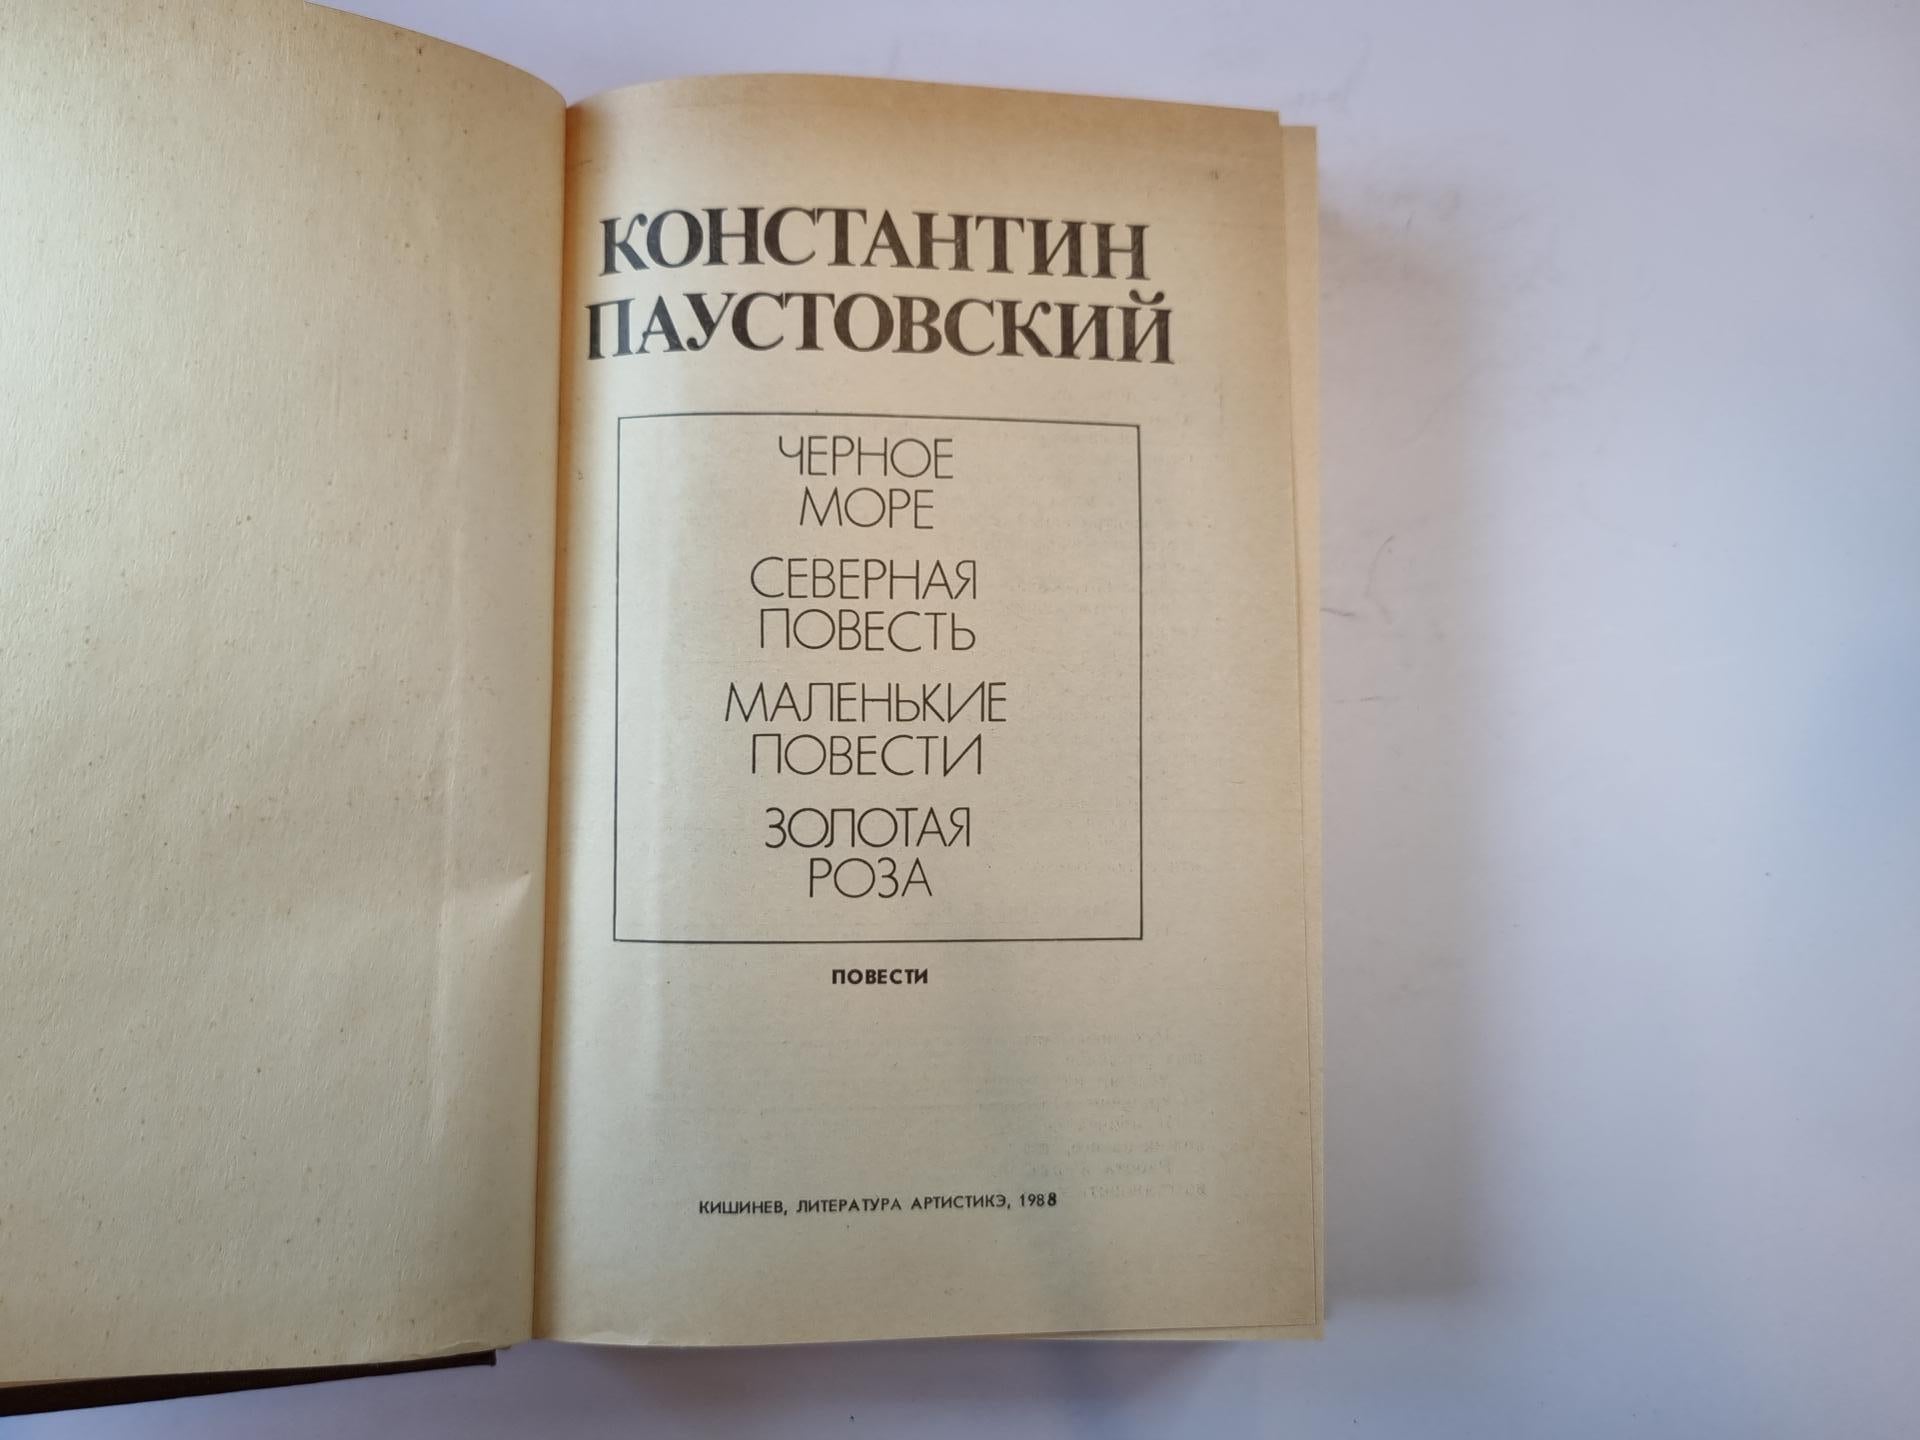 КОНСТАНТИН
ПАУСТОВСКИЙ
ЧЕРНОЕ
МОРЕ
СЕВЕРНАЯ
ПОВЕСТЬ
МАЛЕНЬКИЕ
ПОВЕСТИ
ЗОЛОТАЯ
РОЗА
ПОВЕСТИ
КИШИНЕВ, ЛИТЕРАТУРА АРТИСТИКЭ, 1988